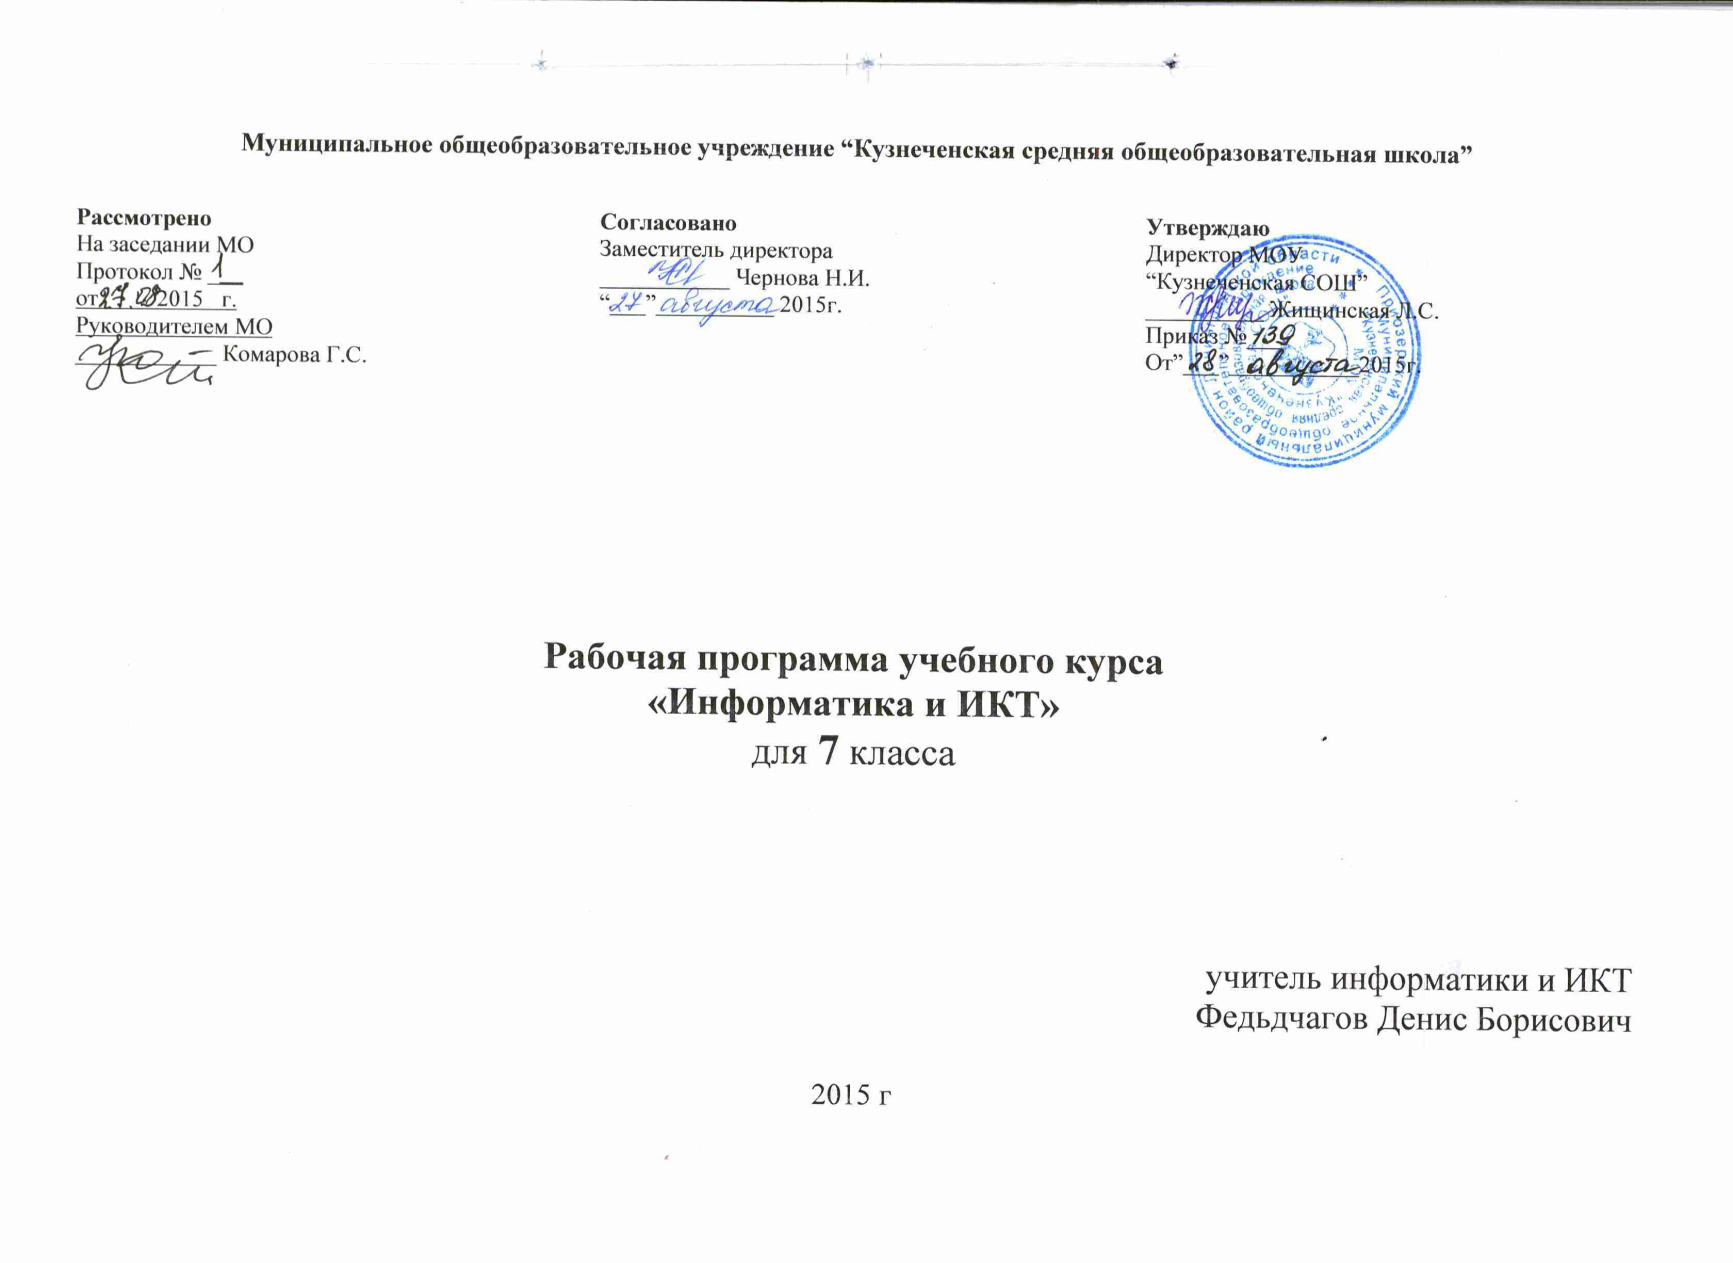 Муниципальное общеобразовательное учреждение “Кузнеченская средняя общеобразовательная школа”
Рассмотрено
На заседании МО
Протокол № 1
от 27.08 2015 г.
Руководителем МО
Комарова Г.С.
Согласовано
Заместитель директора
Чернова Н.И.
“27” августа 2015г.
Утверждаю
Директор МОУ
“Кузнеченская СОШ”
Жищинская Л.С.
Приказ № 139
От”28” августа 2015г.
Рабочая программа учебного курса
«Информатика и ИКТ»
для 7 класса
учитель информатики и ИКТ
Федьдчагов Денис Борисович
2015 г